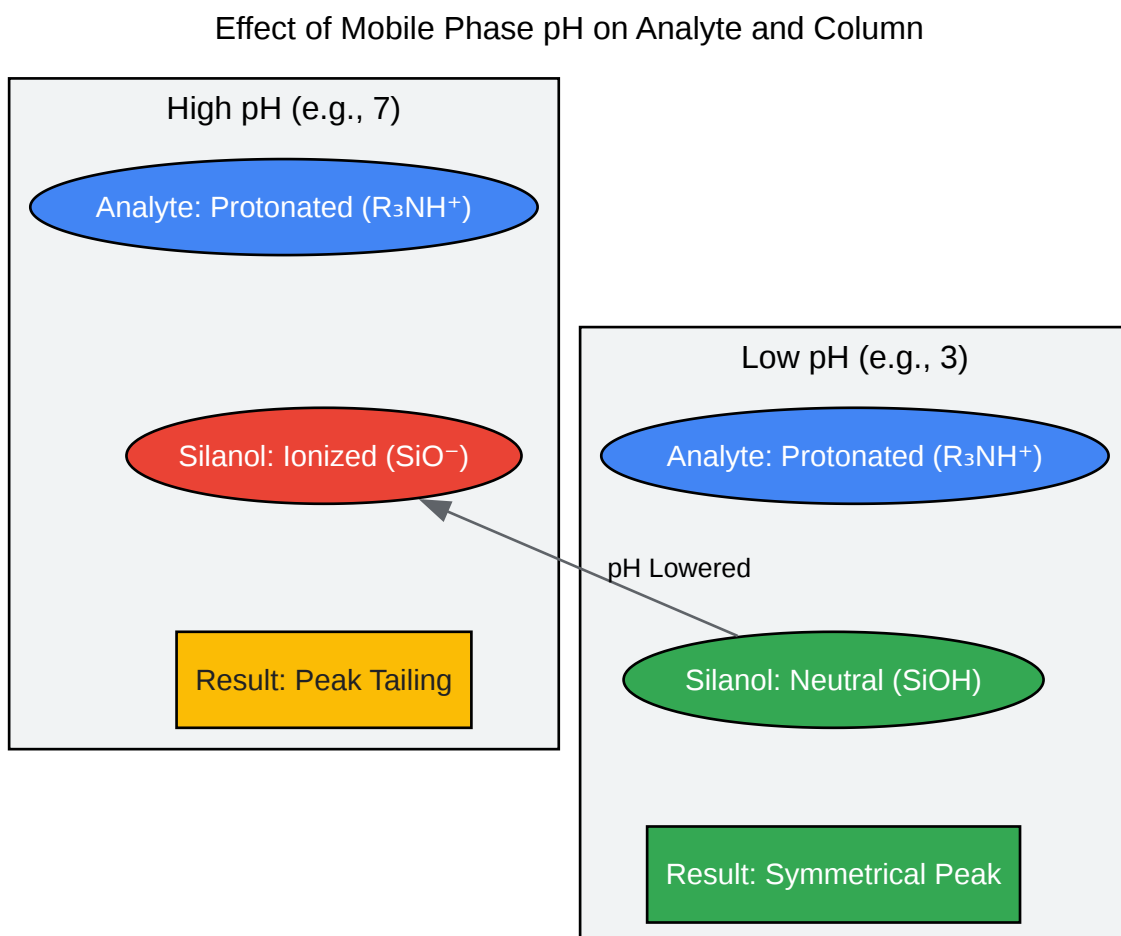 Effect of Mobile Phase pH on Analyte and Column
High pH (e.g., 7)
Analyte: Protonated (R₃NH⁺)
Silanol: Ionized (SiO⁻)
Result: Peak Tailing
Low pH (e.g., 3)
Analyte: Protonated (R₃NH⁺)
pH Lowered
Silanol: Neutral (SiOH)
Result: Symmetrical Peak